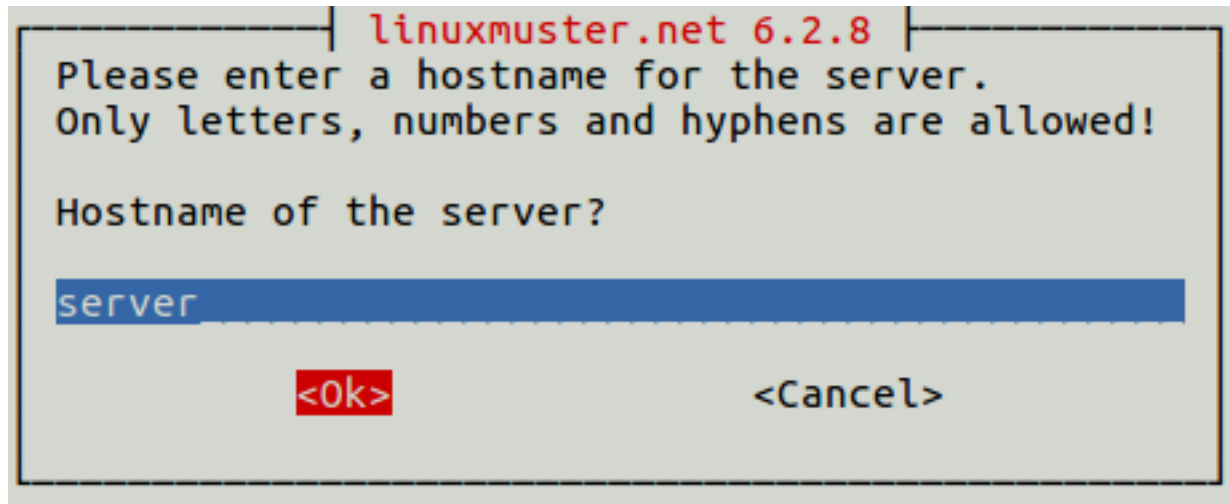 linuxmuster.net 6.2.8
Please enter a hostname for the server.
Only letters, numbers and hyphens are allowed!
Hostname of the server?
server
<Ok> <Cancel>